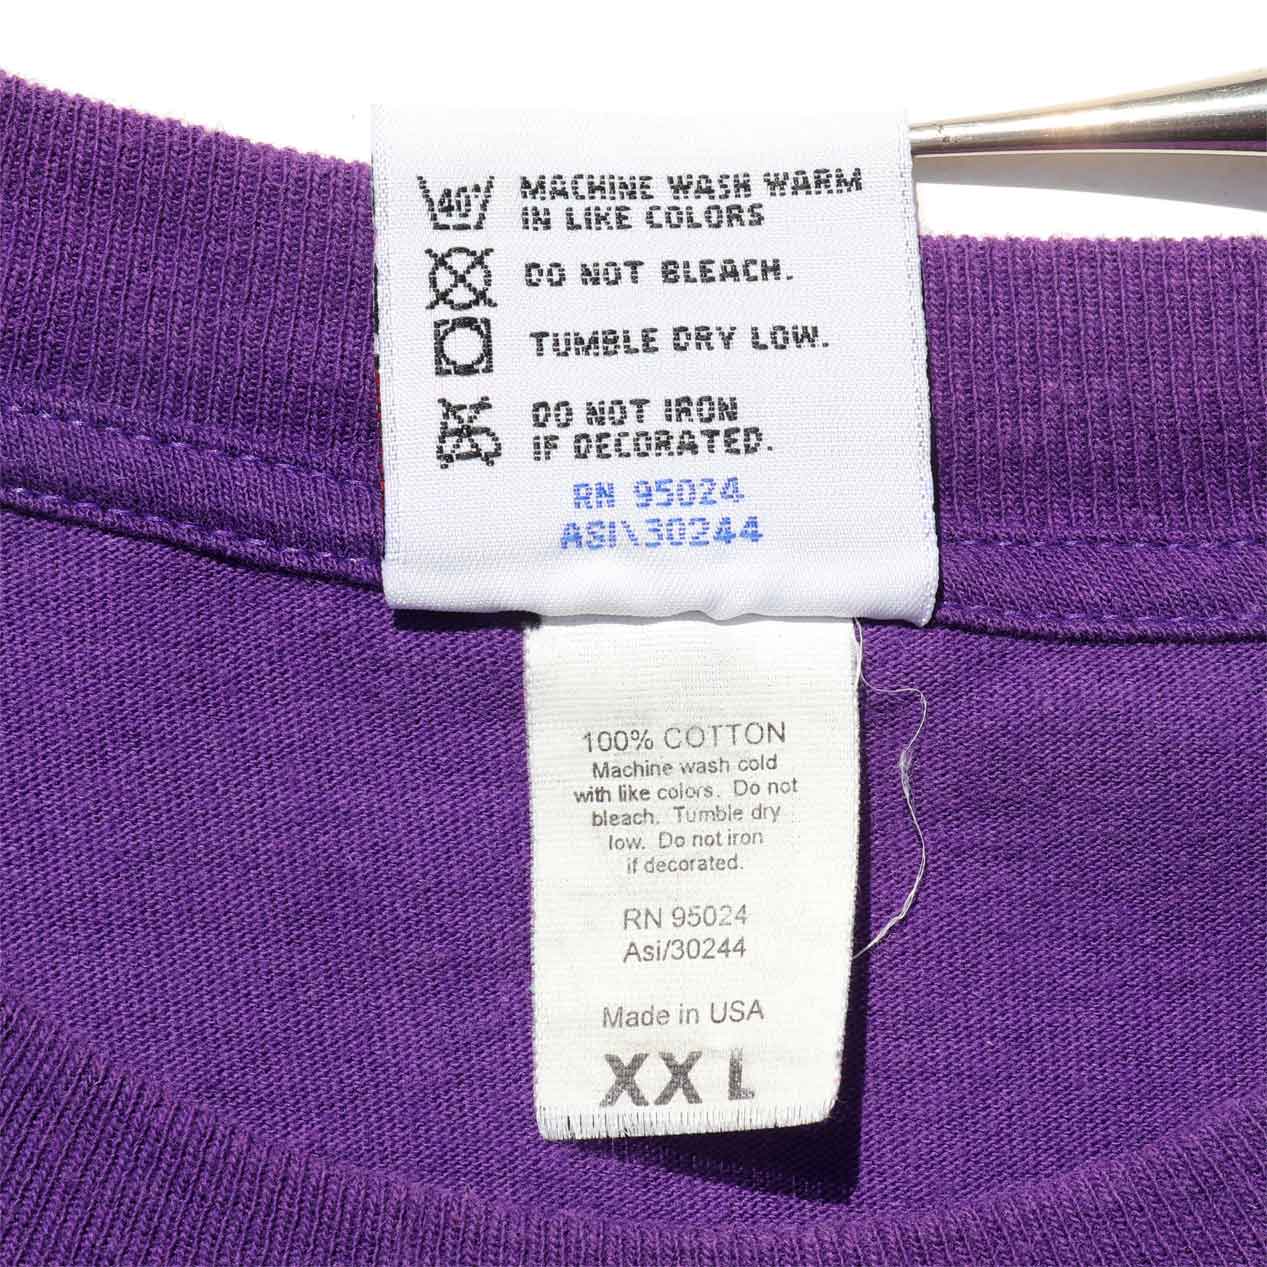 40°
MACHINE WASH WARM
IN LIKE COLORS
DO NOT BLEACH.
TUMBLE DRY LOW.
DO NOT IRON
IF DECORATED.
RN 95024
ASI\30244
100% COTTON
Machine wash cold
with like colors. Do not
bleach. Tumble dry
low. Do not iron
if decorated.
RN 95024
Asi/30244
Made in USA
XXL